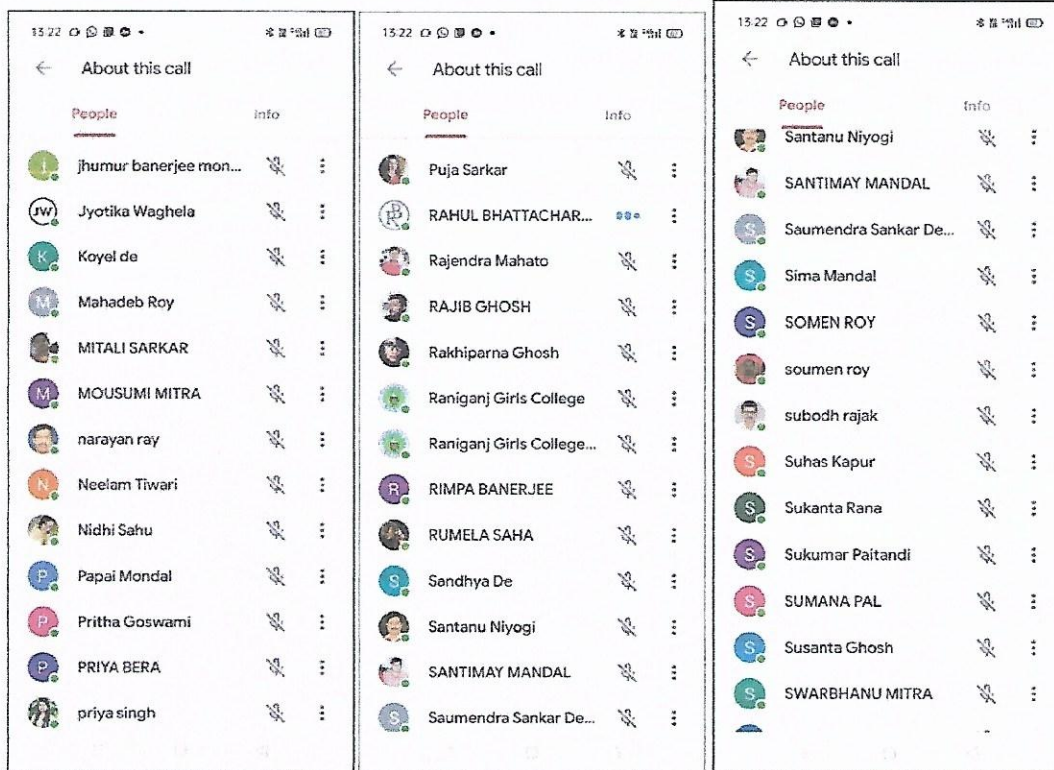 13:22
About this call
People Info
jhumur banerjee mon...
JW Jyotika Waghela
K Koyel de
M Mahadeb Roy
MITALI SARKAR
M MOUSUMI MITRA
narayan ray
N Neelam Tiwari
Nidhi Sahu
P Papai Mondal
P Pritha Goswami
P PRIYA BERA
priya singh
13:22
About this call
People Info
Puja Sarkar
RAHUL BHATTACHAR...
Rajendra Mahato
RAJIB GHOSH
Rakhiparna Ghosh
Raniganj Girls College
Raniganj Girls College...
R RIMPA BANERJEE
RUMELA SAHA
S Sandhya De
Santanu Niyogi
SANTIMAY MANDAL
S Saumendra Sankar De...
13:22
About this call
People Info
Santanu Niyogi
SANTIMAY MANDAL
S Saumendra Sankar De...
S Sima Mandal
S SOMEN ROY
soumen roy
subodh rajak
S Suhas Kapur
S Sukanta Rana
S Sukumar Paitandi
S SUMANA PAL
S Susanta Ghosh
S SWARBHANU MITRA